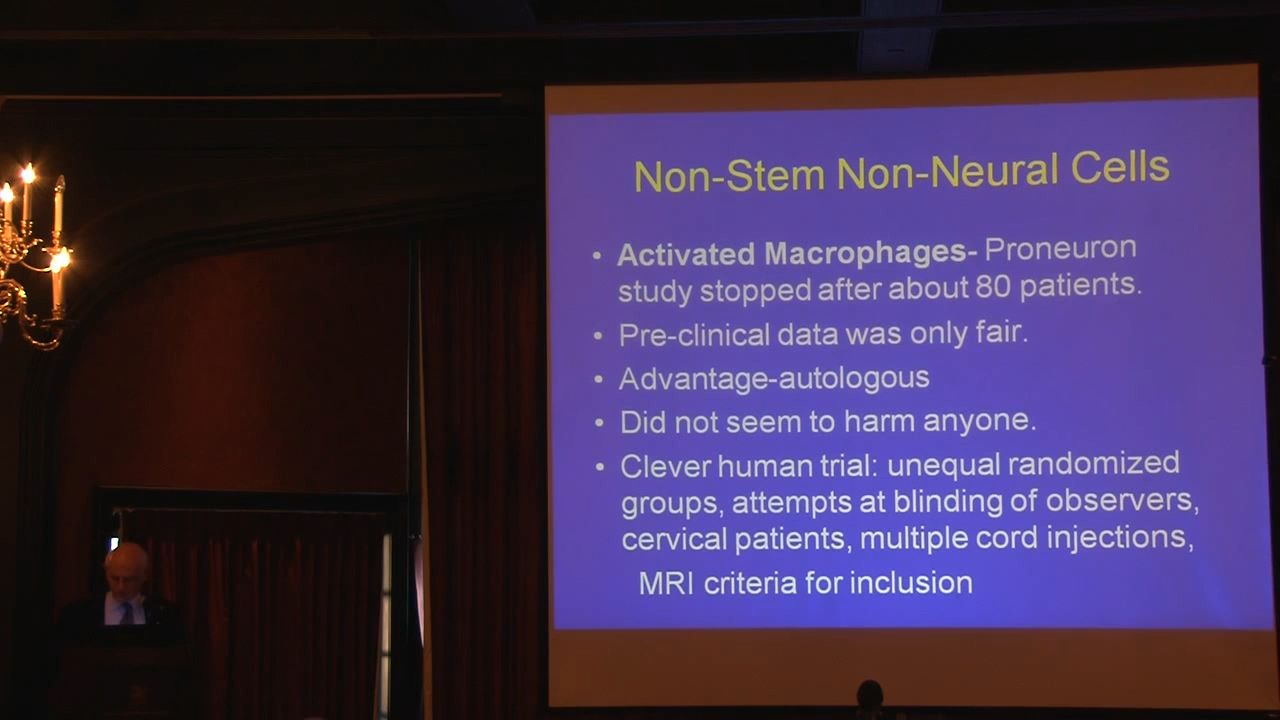 Non-Stem Non-Neural Cells
• Activated Macrophages- Proneuron
study stopped after about 80 patients.
• Pre-clinical data was only fair.
• Advantage-autologous
• Did not seem to harm anyone.
• Clever human trial: unequal randomized
groups, attempts at blinding of observers,
cervical patients, multiple cord injections,
MRI criteria for inclusion